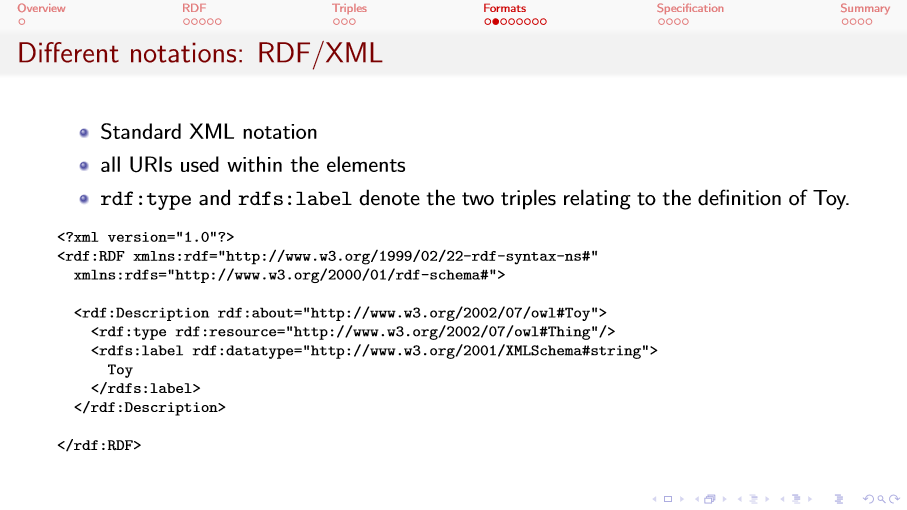 Overview RDF Triples Formats Specification Summary
Different notations: RDF/XML
Standard XML notation
all URIs used within the elements
rdf:type and rdfs:label denote the two triples relating to the definition of Toy.
<?xml version="1.0"?>
<rdf:RDF xmlns:rdf="http://www.w3.org/1999/02/22-rdf-syntax-ns#"
  xmlns:rdfs="http://www.w3.org/2000/01/rdf-schema#">
  <rdf:Description rdf:about="http://www.w3.org/2002/07/owl#Toy">
    <rdf:type rdf:resource="http://www.w3.org/2002/07/owl#Thing"/>
    <rdfs:label rdf:datatype="http://www.w3.org/2001/XMLSchema#string">
      Toy
    </rdfs:label>
  </rdf:Description>
</rdf:RDF>